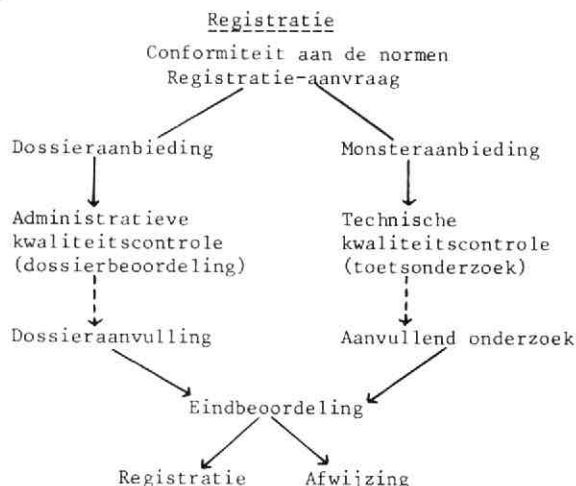 Registratie
Conformiteit aan de normen
Registratie-aanvraag
Dossieraanbieding
Monsteraanbieding
Administratieve
kwaliteitscontrole
(dossierbeoordeling)
Technische
kwaliteitscontrole
(toetsonderzoek)
Dossieraanvulling
Aanvullend onderzoek
Eindbeoordeling
Registratie
Afwijzing